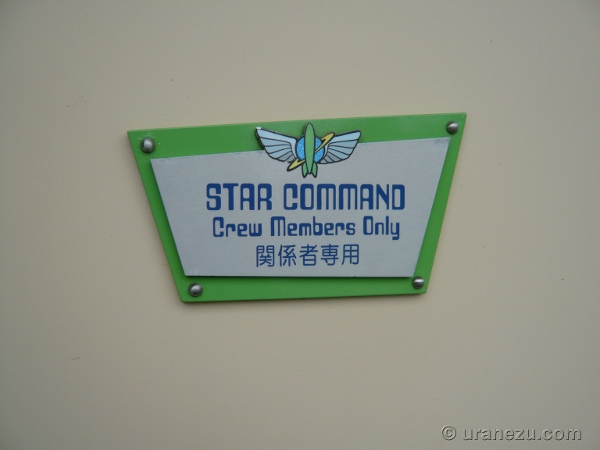 STAR COMMAND
Crew Members Only
関係者専用
© uranezu.com